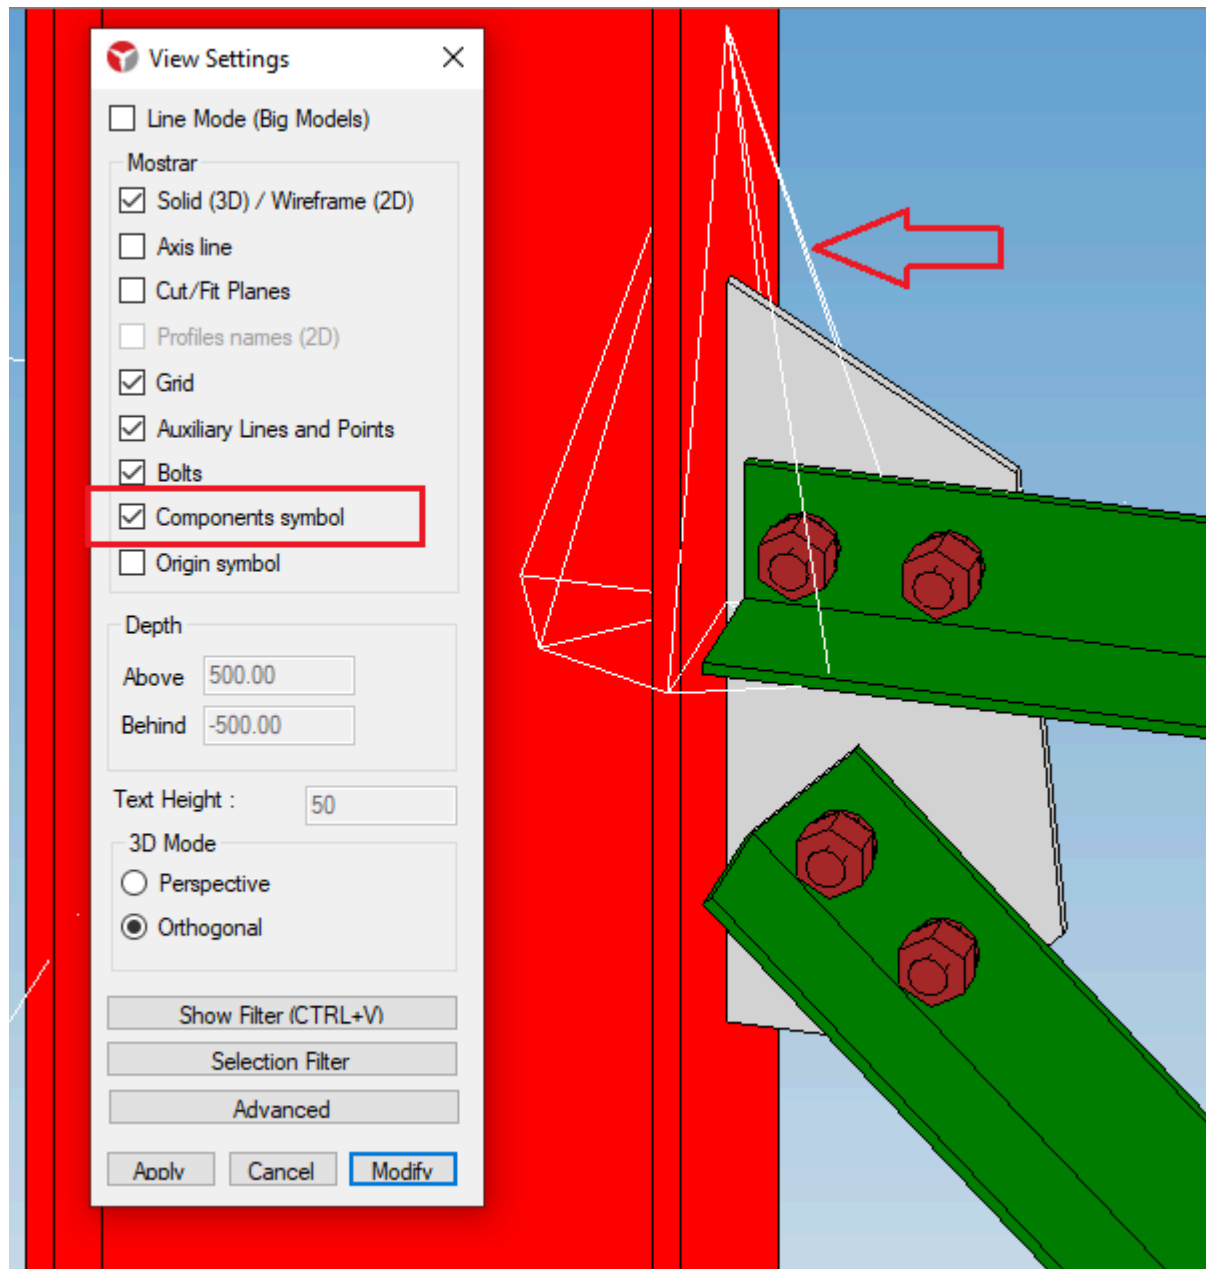 View Settings
Line Mode (Big Models)
Mostrar
Solid (3D) / Wireframe (2D)
Axis line
Cut/Fit Planes
Profiles names (2D)
Grid
Auxiliary Lines and Points
Bolts
Components symbol
Origin symbol
Depth
Above 500.00
Behind -500.00
Text Height : 50
3D Mode
Perspective
Orthogonal
Show Filter (CTRL+V)
Selection Filter
Advanced
Apply Cancel Modify